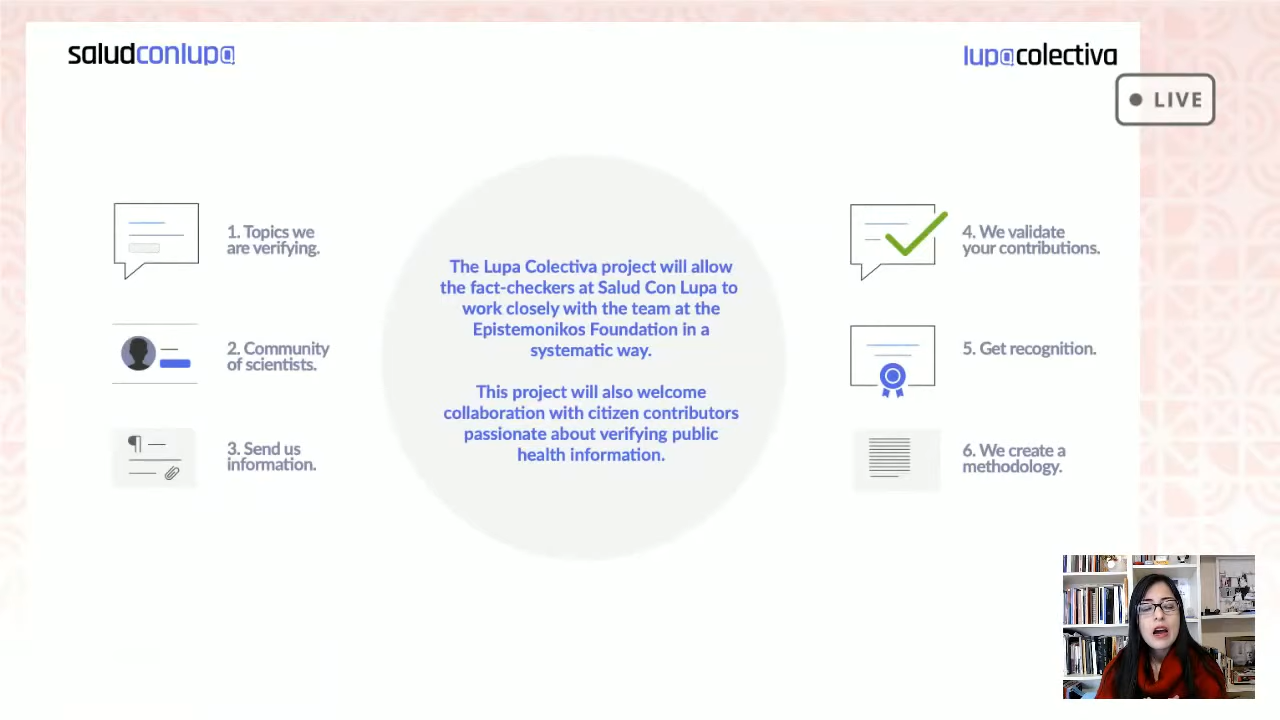 saludconlupa
lupacolectiva
LIVE
1. Topics we
are verifying.
2. Community
of scientists.
3. Send us
information.
The Lupa Colectiva project will allow
the fact-checkers at Salud Con Lupa to
work closely with the team at the
Epistemonikos Foundation in a
systematic way.
This project will also welcome
collaboration with citizen contributors
passionate about verifying public
health information.
4. We validate
your contributions.
5. Get recognition.
6. We create a
methodology.